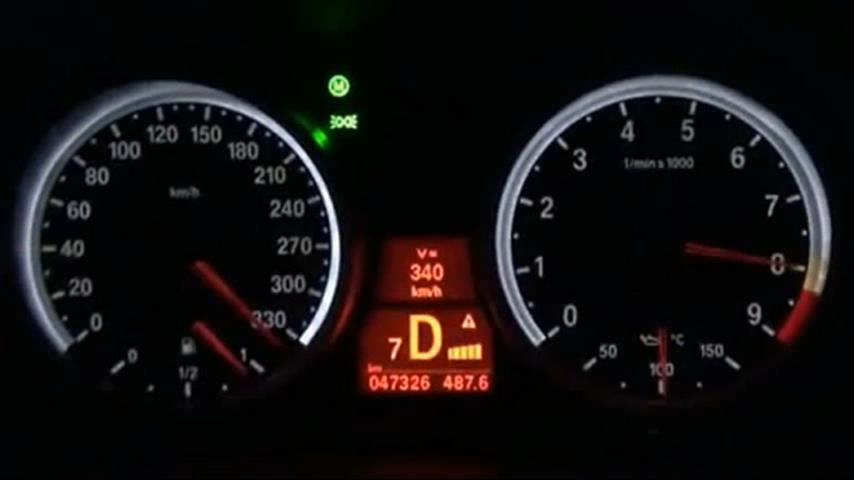 M
0 20 40 60 80 100 120 150 180 210 240 270 300 330
km/h
0 1/2 1
V=
340
km/h
7 D
km
047326 487.6
0 1 2 3 4 5 6 7 8 9
1/min x 1000
°C
50 100 150